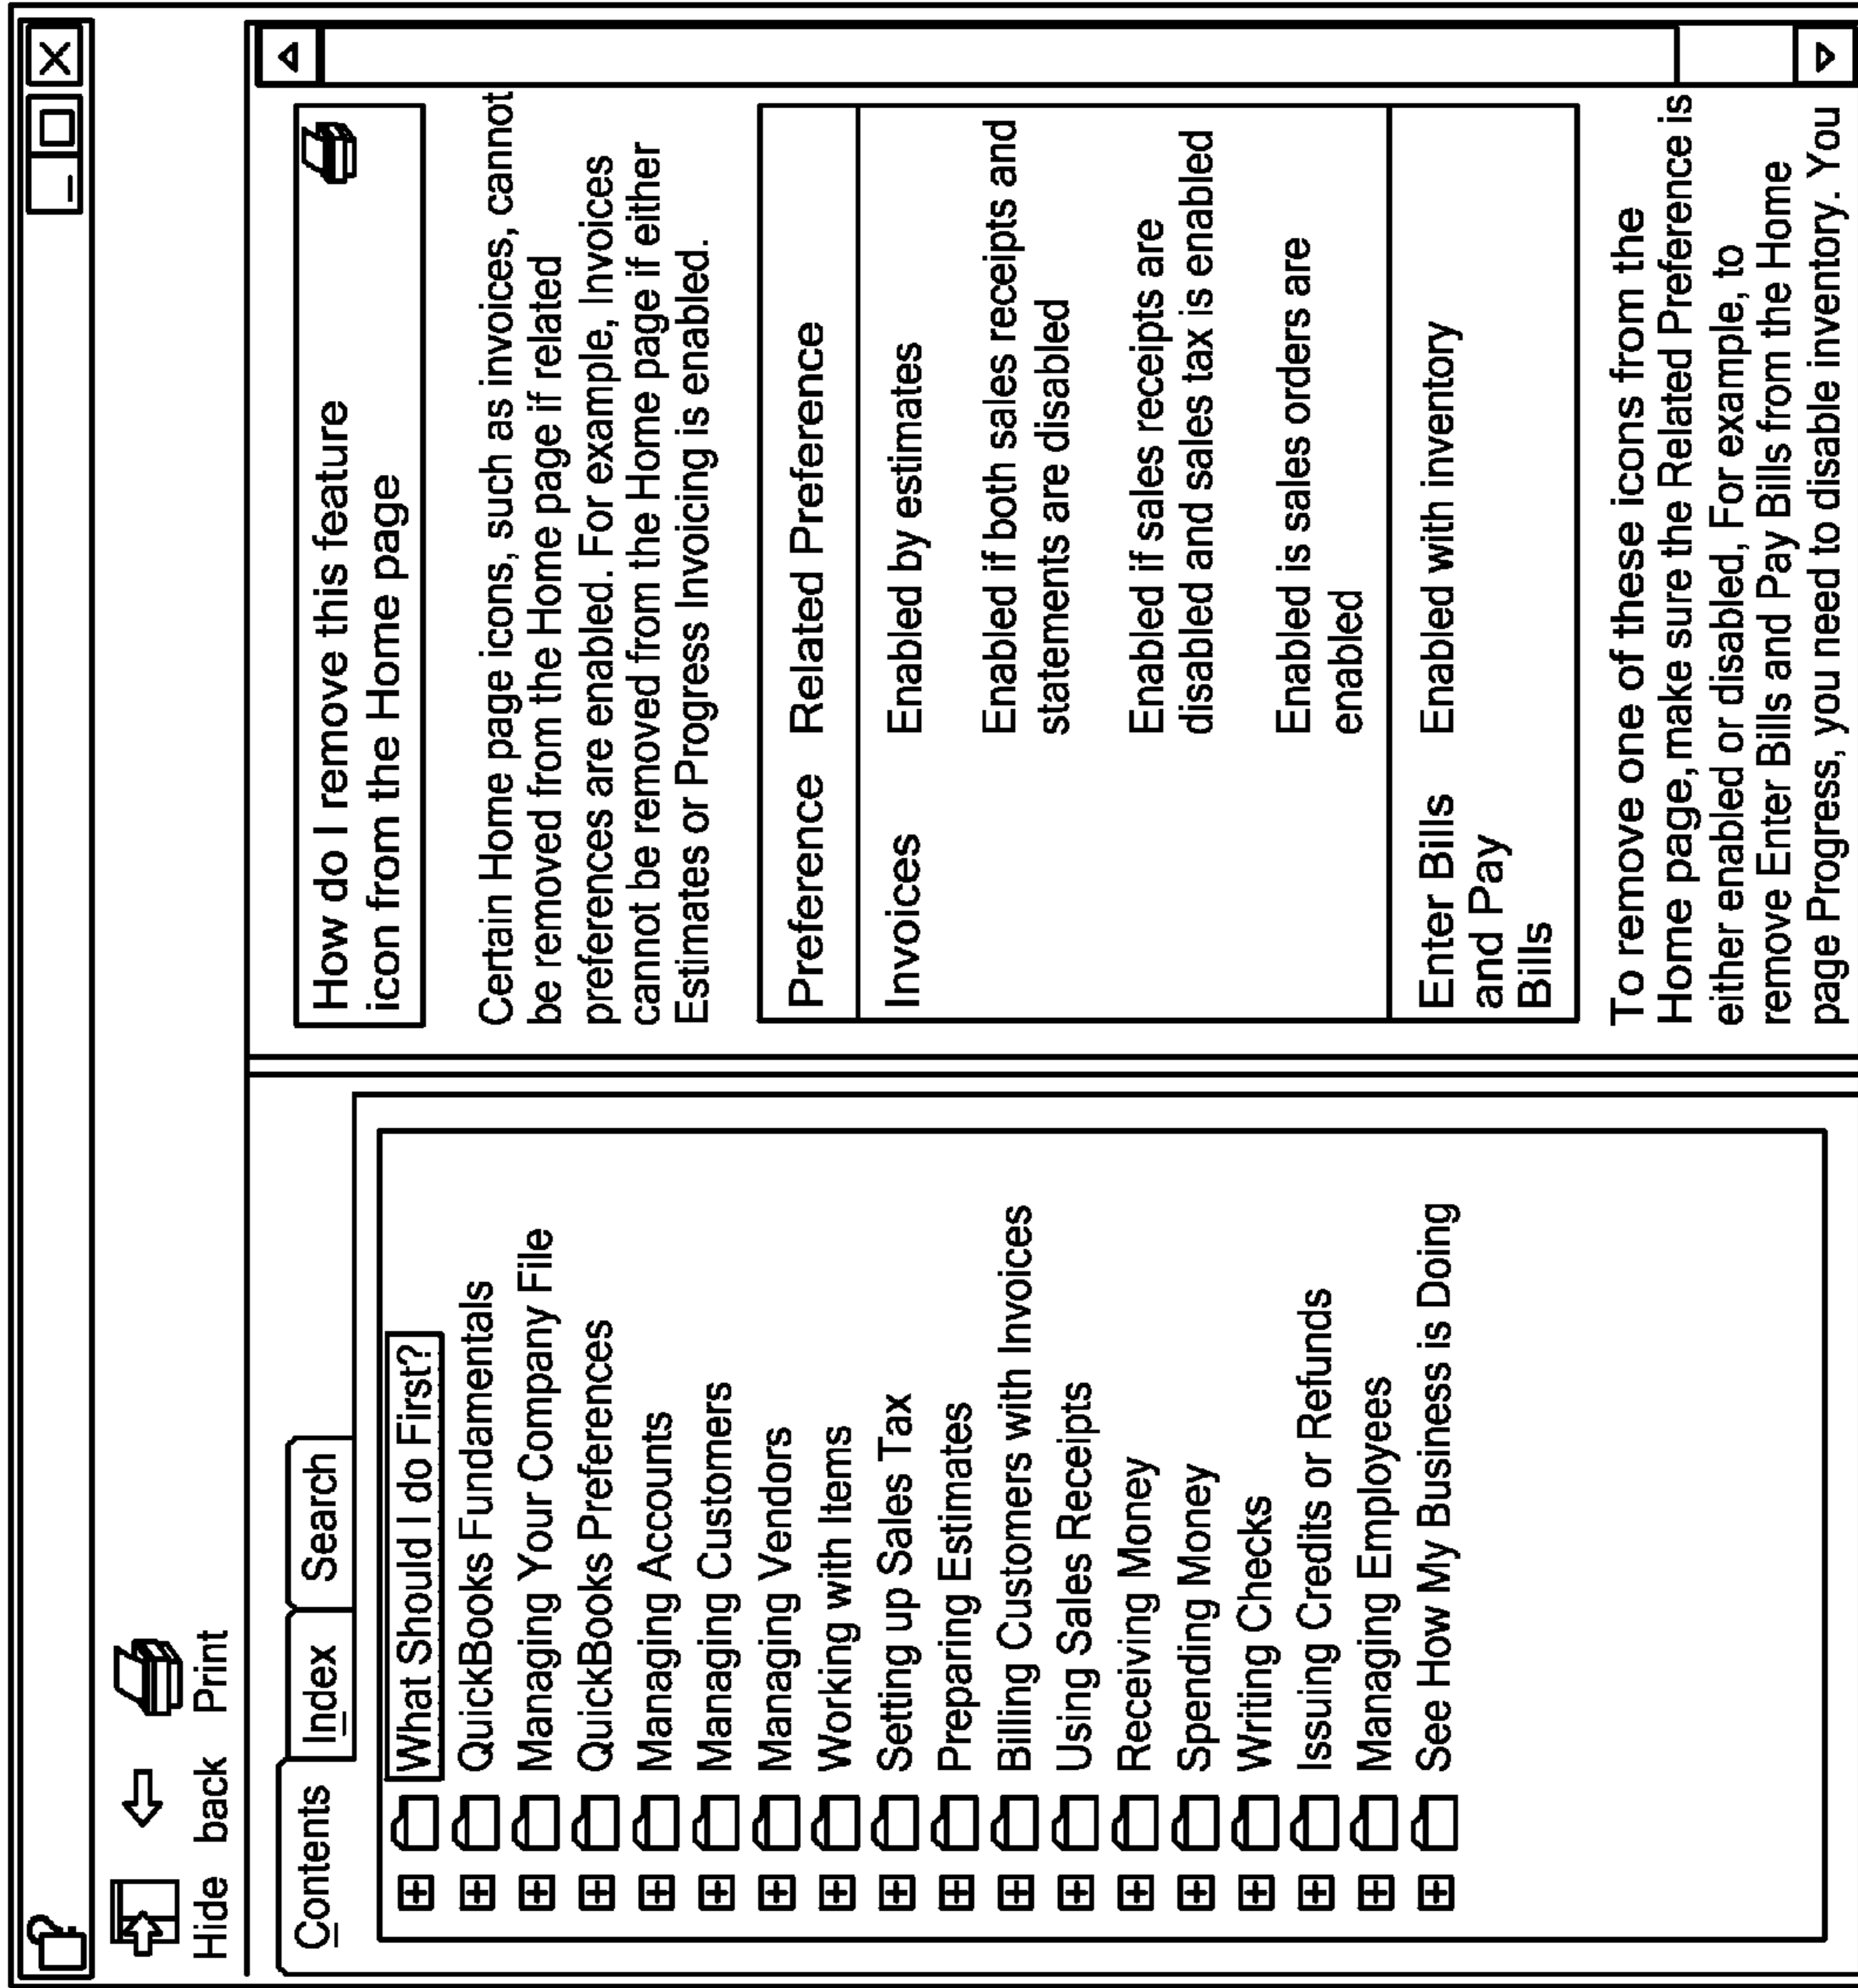 Hide back Print
Contents Index Search
What Should I do First?
QuickBooks Fundamentals
Managing Your Company File
QuickBooks Preferences
Managing Accounts
Managing Customers
Managing Vendors
Working with Items
Setting up Sales Tax
Preparing Estimates
Billing Customers with Invoices
Using Sales Receipts
Receiving Money
Spending Money
Writing Checks
Issuing Credits or Refunds
Managing Employees
See How My Business is Doing
How do I remove this feature
icon from the Home page
Certain Home page icons, such as invoices, cannot
be removed from the Home page if related
preferences are enabled. For example, Invoices
cannot be removed from the Home page if either
Estimates or Progress Invoicing is enabled.
Preference Related Preference
Invoices Enabled by estimates
Enabled if both sales receipts and
statements are disabled
Enabled if sales receipts are
disabled and sales tax is enabled
Enabled is sales orders are
enabled
Enter Bills Enabled with inventory
and Pay
Bills
To remove one of these icons from the
Home page, make sure the Related Preference is
either enabled or disabled, For example, to
remove Enter Bills and Pay Bills from the Home
page Progress, you need to disable inventory. You